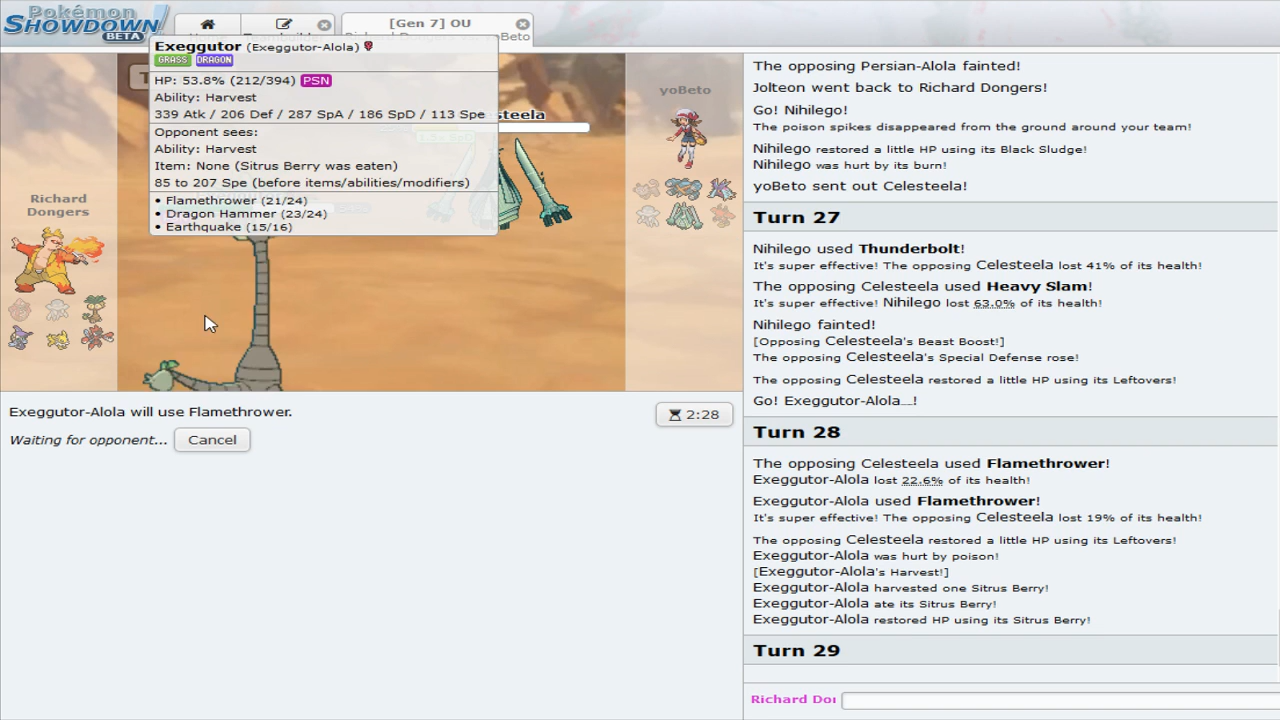 Pokémon
SHOWDOWN!
BETA
Home
[Gen 7] OU
Exeggutor (Exeggutor-Alola)
GRASS DRAGON
HP: 53.8% (212/394) PSN
Ability: Harvest
339 Atk / 206 Def / 287 SpA / 186 SpD / 113 Spe
Opponent sees:
Ability: Harvest
Item: None (Sitrus Berry was eaten)
85 to 207 Spe (before items/abilities/modifiers)
• Flamethrower (21/24)
• Dragon Hammer (23/24)
• Earthquake (15/16)
steela
yoBeto
Richard
Dongers
Exeggutor-Alola will use Flamethrower.
2:28
Waiting for opponent... Cancel
The opposing Persian-Alola fainted!
Jolteon went back to Richard Dongers!
Go! Nihilego!
The poison spikes disappeared from the ground around your team!
Nihilego restored a little HP using its Black Sludge!
Nihilego was hurt by its burn!
yoBeto sent out Celesteela!
Turn 27
Nihilego used Thunderbolt!
It's super effective! The opposing Celesteela lost 41% of its health!
The opposing Celesteela used Heavy Slam!
It's super effective! Nihilego lost 63.0% of its health!
Nihilego fainted!
[Opposing Celesteela's Beast Boost!]
The opposing Celesteela's Special Defense rose!
The opposing Celesteela restored a little HP using its Leftovers!
Go! Exeggutor-Alola__!
Turn 28
The opposing Celesteela used Flamethrower!
Exeggutor-Alola lost 22.6% of its health!
Exeggutor-Alola used Flamethrower!
It's super effective! The opposing Celesteela lost 19% of its health!
The opposing Celesteela restored a little HP using its Leftovers!
Exeggutor-Alola was hurt by poison!
[Exeggutor-Alola's Harvest!]
Exeggutor-Alola harvested one Sitrus Berry!
Exeggutor-Alola ate its Sitrus Berry!
Exeggutor-Alola restored HP using its Sitrus Berry!
Turn 29
Richard Do